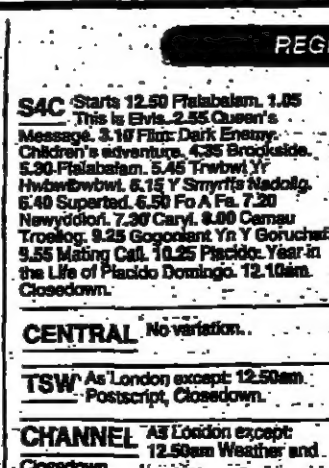 REG
S4C Starts 12.50 Ffalabalam. 1.05
This is Elvis. 2.55 Queen's
Message. 3.10 Film: Dark Enemy.
Children's adventure. 4.35 Brookside.
5.30 Ffalabalam. 5.45 Trwbwl Yr
Hwbwbwbwl. 6.15 Y Smyrffs Nadolig.
6.40 Superted. 6.50 Fo A Fe. 7.20
Newyddion. 7.30 Caryl. 8.00 Camau
Troellog. 9.25 Gogoniant Yn Y Goruchaf
9.55 Mating Call. 10.25 Placido: Year in
the Life of Placido Domingo. 12.10am
Closedown.
CENTRAL No variation.
TSW As London except: 12.50am
Postscript, Closedown.
CHANNEL As London except:
12.50am Weather and
Closedown